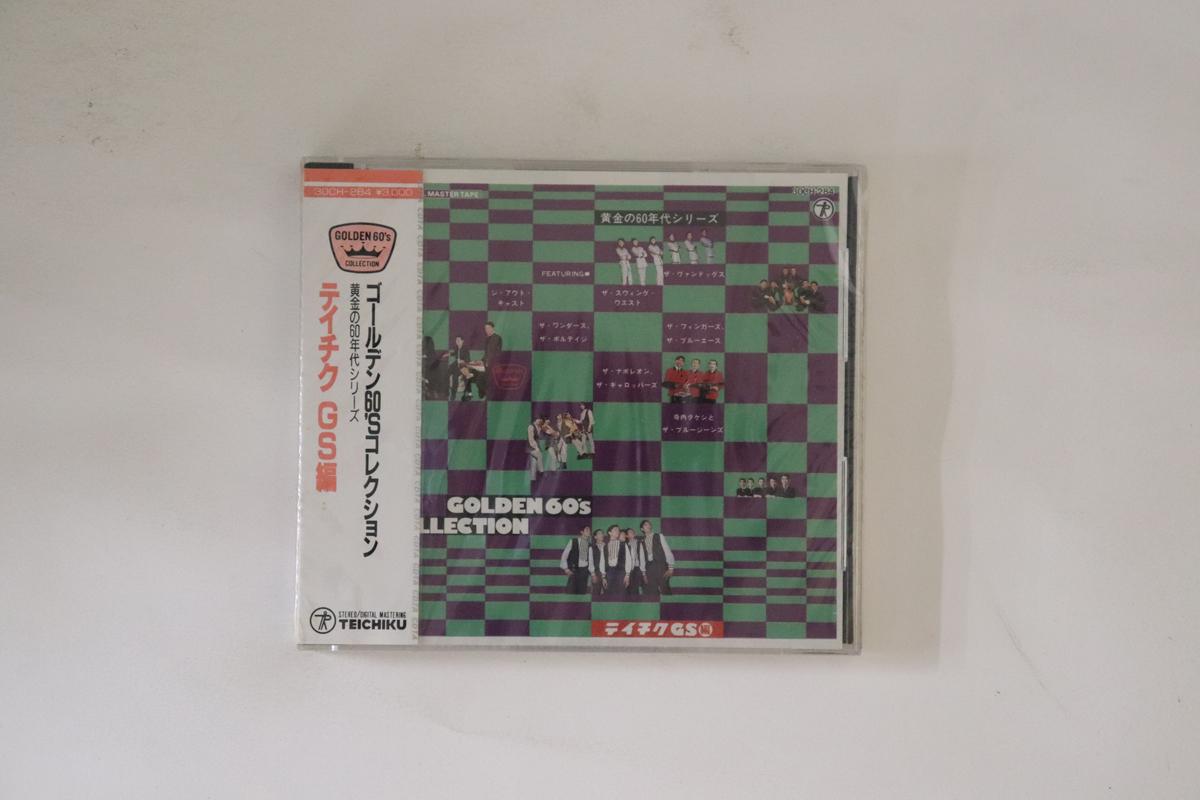 30CH-284 ¥3,000
GOLDEN 60's
COLLECTION
ゴールデン60'Sコレクション
黄金の60年代シリーズ
テイチク GS編
STEREO/DIGITAL MASTERING
TEICHIKU
MASTER TAPE
30CH-284
黄金の60年代シリーズ
FEATURING
ザ・ヴァンドッグス
ジ・アウト・
キャスト
ザ・スウィング・
ウエスト
ザ・ワンダース、
ザ・ボルテイジ
ザ・フィンガーズ、
ザ・ブルーエース
ザ・ナポレオン、
ザ・ギャロッパーズ
寺内タケシと
ザ・ブルージーンズ
GOLDEN 60's
LLECTION
テイチクGS編